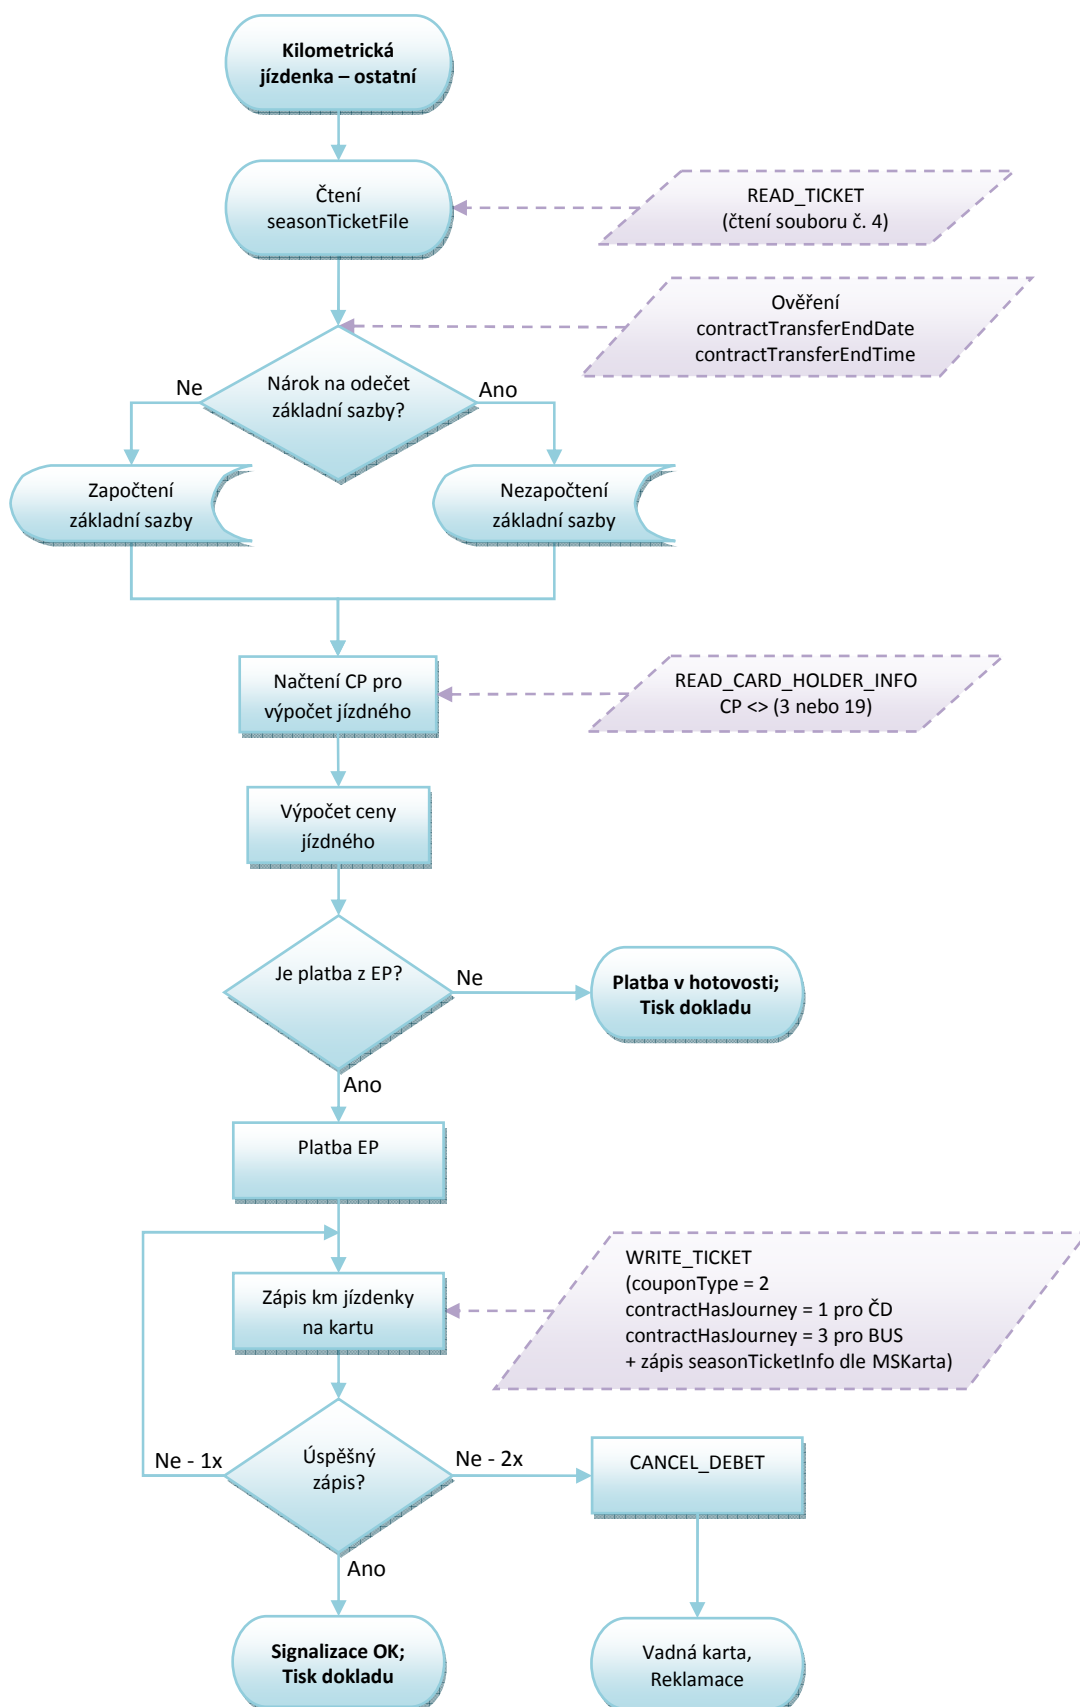 Kilometrická
jízdenka – ostatní
Čtení
seasonTicketFile
READ_TICKET
(čtení souboru č. 4)
Ověření
contractTransferEndDate
contractTransferEndTime
Nárok na odečet
základní sazby?
Ne
Ano
Započtení
základní sazby
Nezapočtení
základní sazby
Načtení CP pro
výpočet jízdného
READ_CARD_HOLDER_INFO
CP <> (3 nebo 19)
Výpočet ceny
jízdného
Je platba z EP?
Ne
Platba v hotovosti;
Tisk dokladu
Ano
Platba EP
Zápis km jízdenky
na kartu
WRITE_TICKET
(couponType = 2
contractHasJourney = 1 pro ČD
contractHasJourney = 3 pro BUS
+ zápis seasonTicketInfo dle MSKarta)
Úspěšný
zápis?
Ne - 1x
Ne - 2x
CANCEL_DEBET
Ano
Signalizace OK;
Tisk dokladu
Vadná karta,
Reklamace